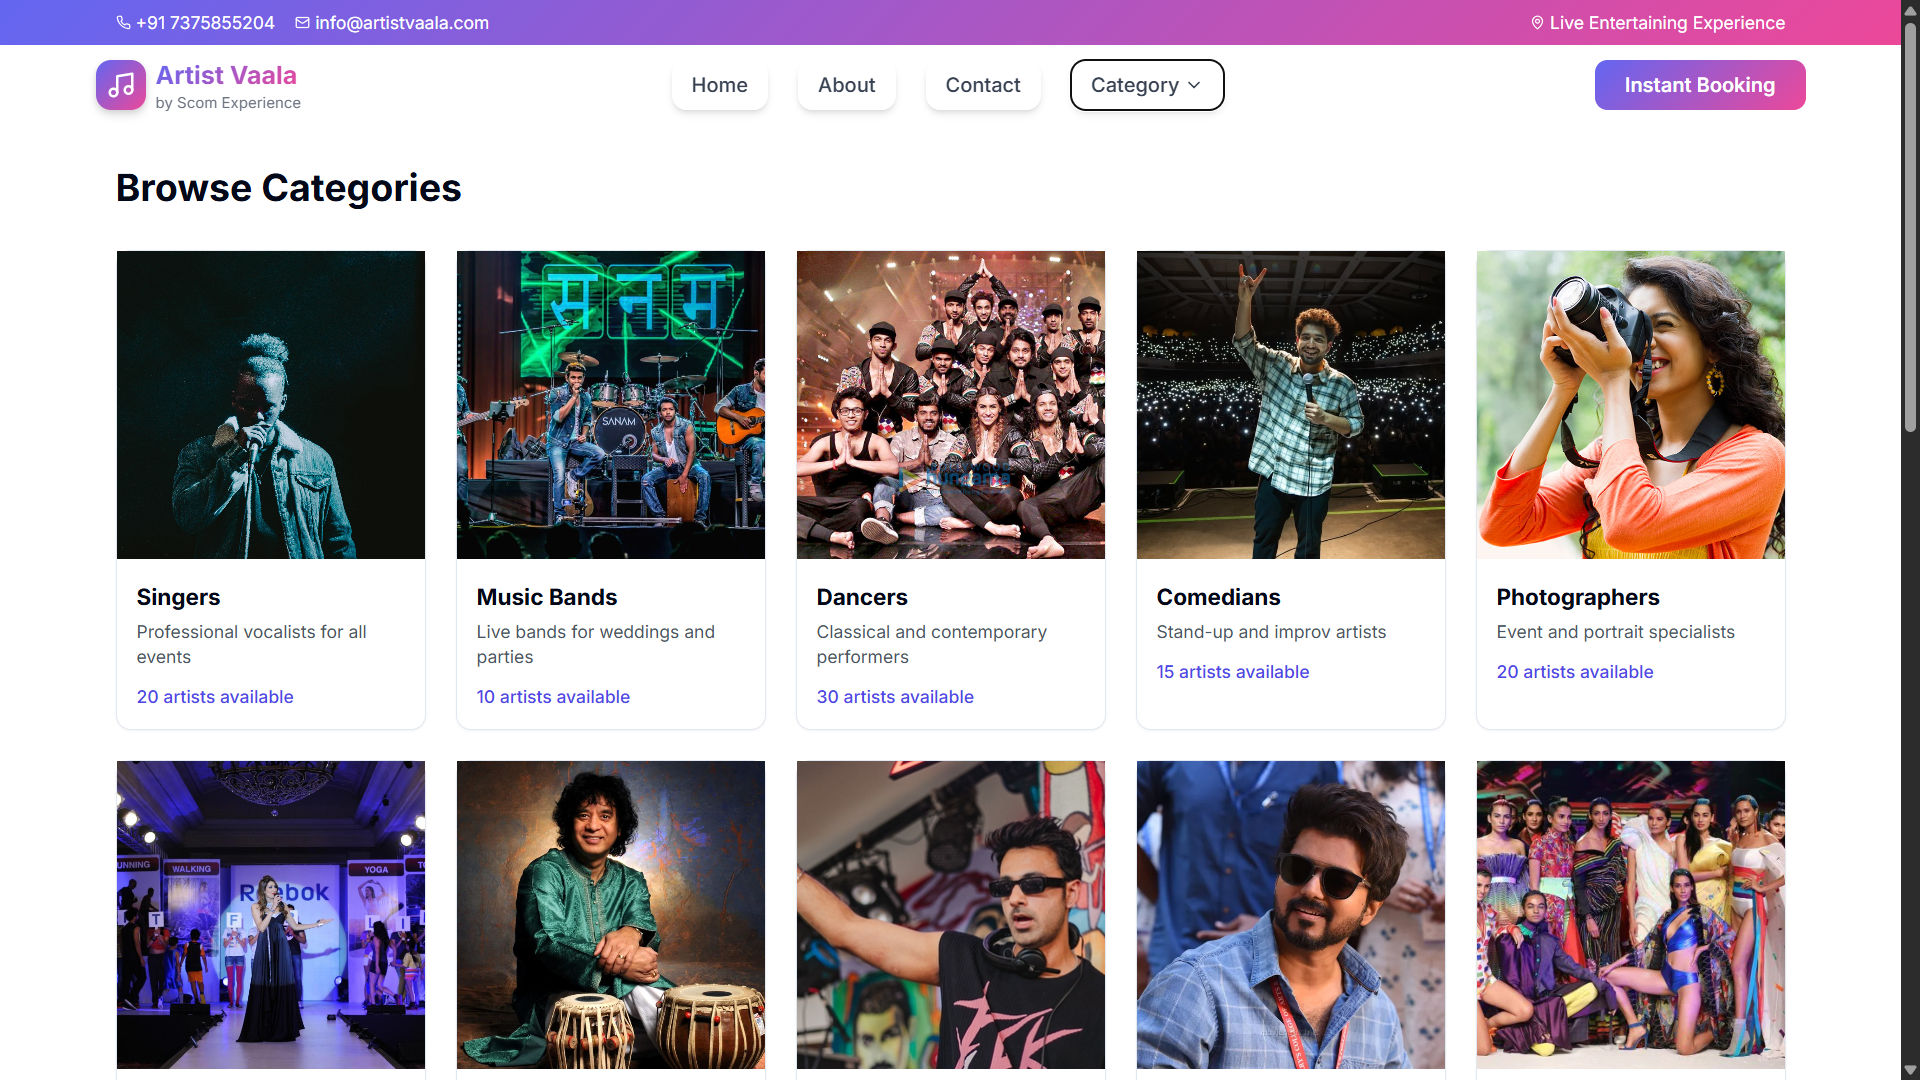 +91 7375855204 info@artistvaala.com Live Entertaining Experience
Artist Vaala
by Scom Experience
Home About Contact Category Instant Booking
Browse Categories
सनम
SANAM
Singers
Professional vocalists for all
events
20 artists available
Music Bands
Live bands for weddings and
parties
10 artists available
Dancers
Classical and contemporary
performers
30 artists available
Comedians
Stand-up and improv artists
15 artists available
Photographers
Event and portrait specialists
20 artists available
WALKING
YOGA